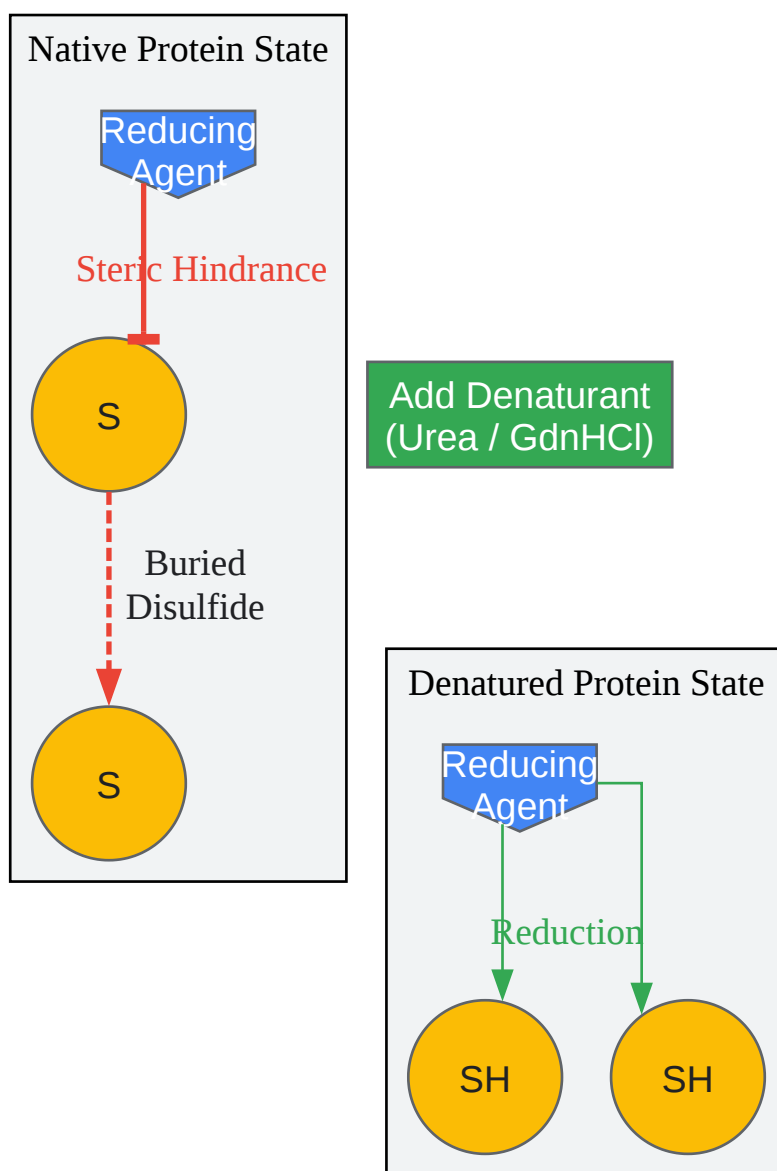 Native Protein State
Reducing
Agent
Steric Hindrance
S
Buried
Disulfide
S
Add Denaturant
(Urea / GdnHCl)
Denatured Protein State
Reducing
Agent
Reduction
SH
SH